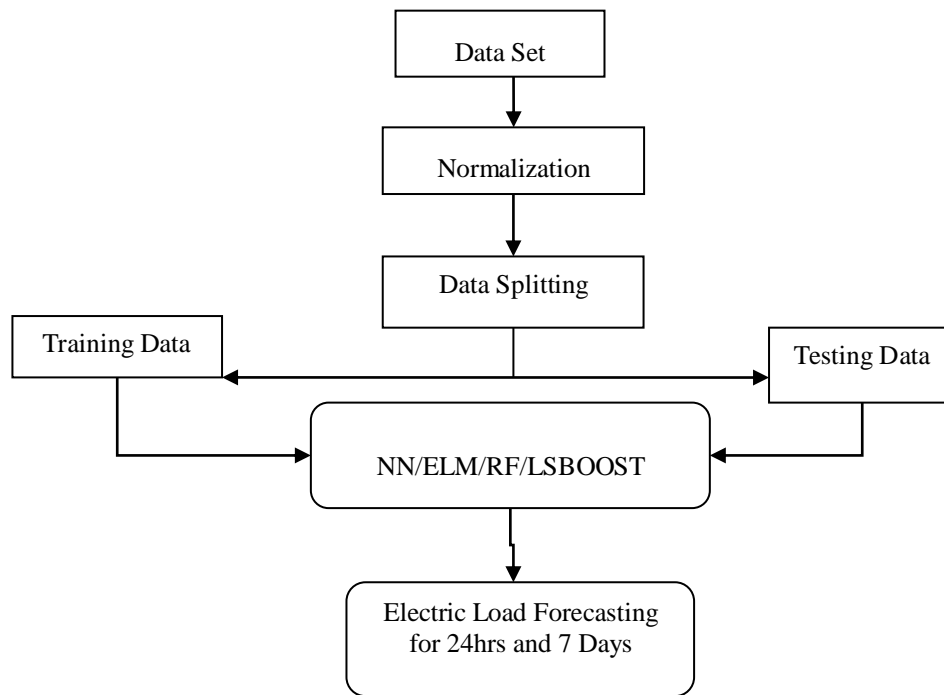 Data Set
Normalization
Data Splitting
Training Data
Testing Data
NN/ELM/RF/LSBOOST
Electric Load Forecasting
for 24hrs and 7 Days